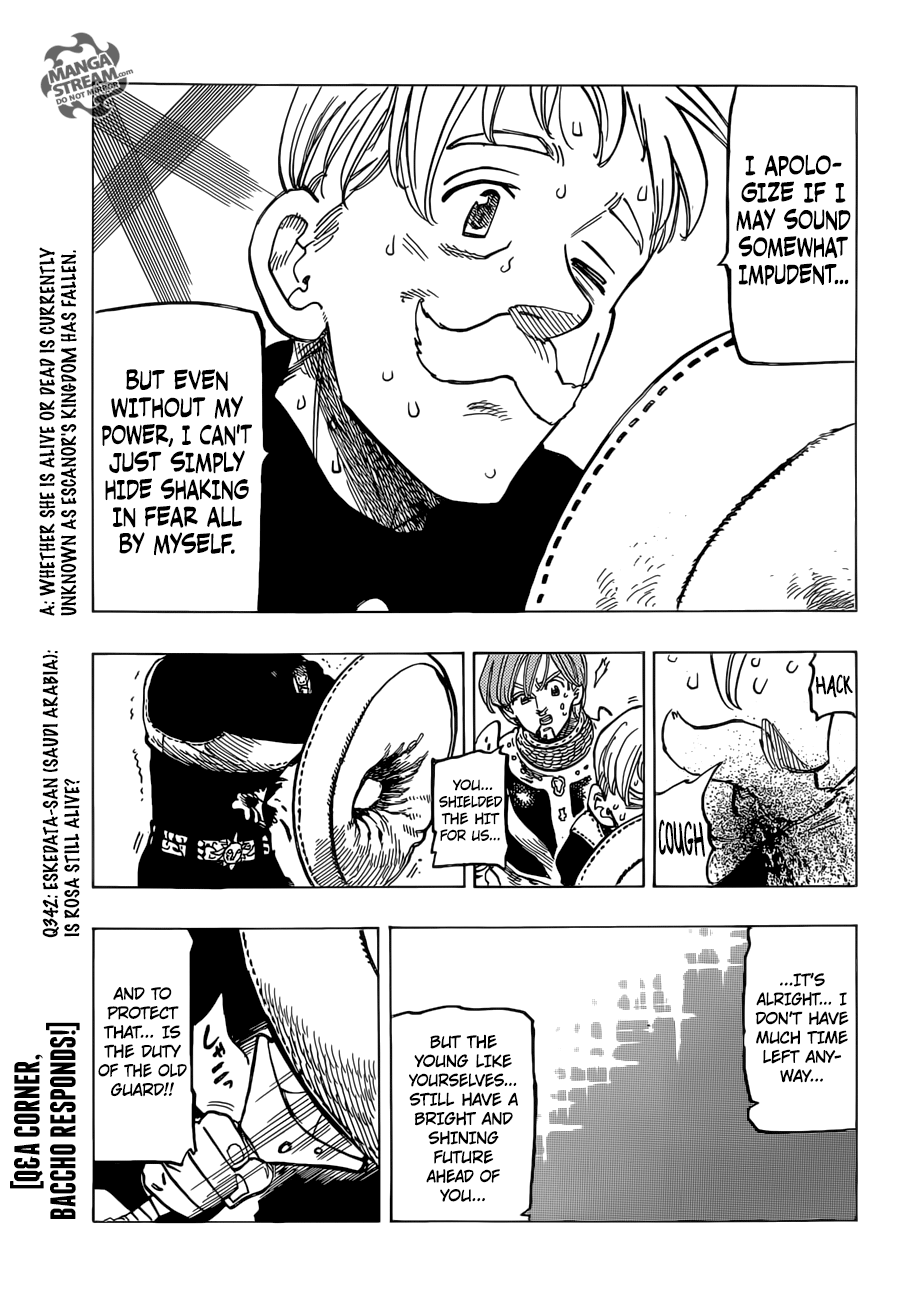 MANGA
STREAM.com
DO NOT MIRROR
I APOLO-
GIZE IF I
MAY SOUND
SOMEWHAT
IMPUDENT...
BUT EVEN
WITHOUT MY
POWER, I CAN'T
JUST SIMPLY
HIDE SHAKING
IN FEAR ALL
BY MYSELF.
HACK
COUGH
YOU...
SHIELDED
THE HIT
FOR US...
...IT'S
ALRIGHT... I
DON'T HAVE
MUCH TIME
LEFT ANY-
WAY...
BUT THE
YOUNG LIKE
YOURSELVES...
STILL HAVE A
BRIGHT AND
SHINING
FUTURE
AHEAD OF
YOU...
AND TO
PROTECT
THAT... IS
THE DUTY
OF THE OLD
GUARD!!
[Q&A CORNER,
BACCHO RESPONDS!]
Q342: ESKEDATA-SAN (SAUDI ARABIA):
IS ROSA STILL ALIVE?
A: WHETHER SHE IS ALIVE OR DEAD IS CURRENTLY
UNKNOWN AS ESCANOR'S KINGDOM HAS FALLEN.